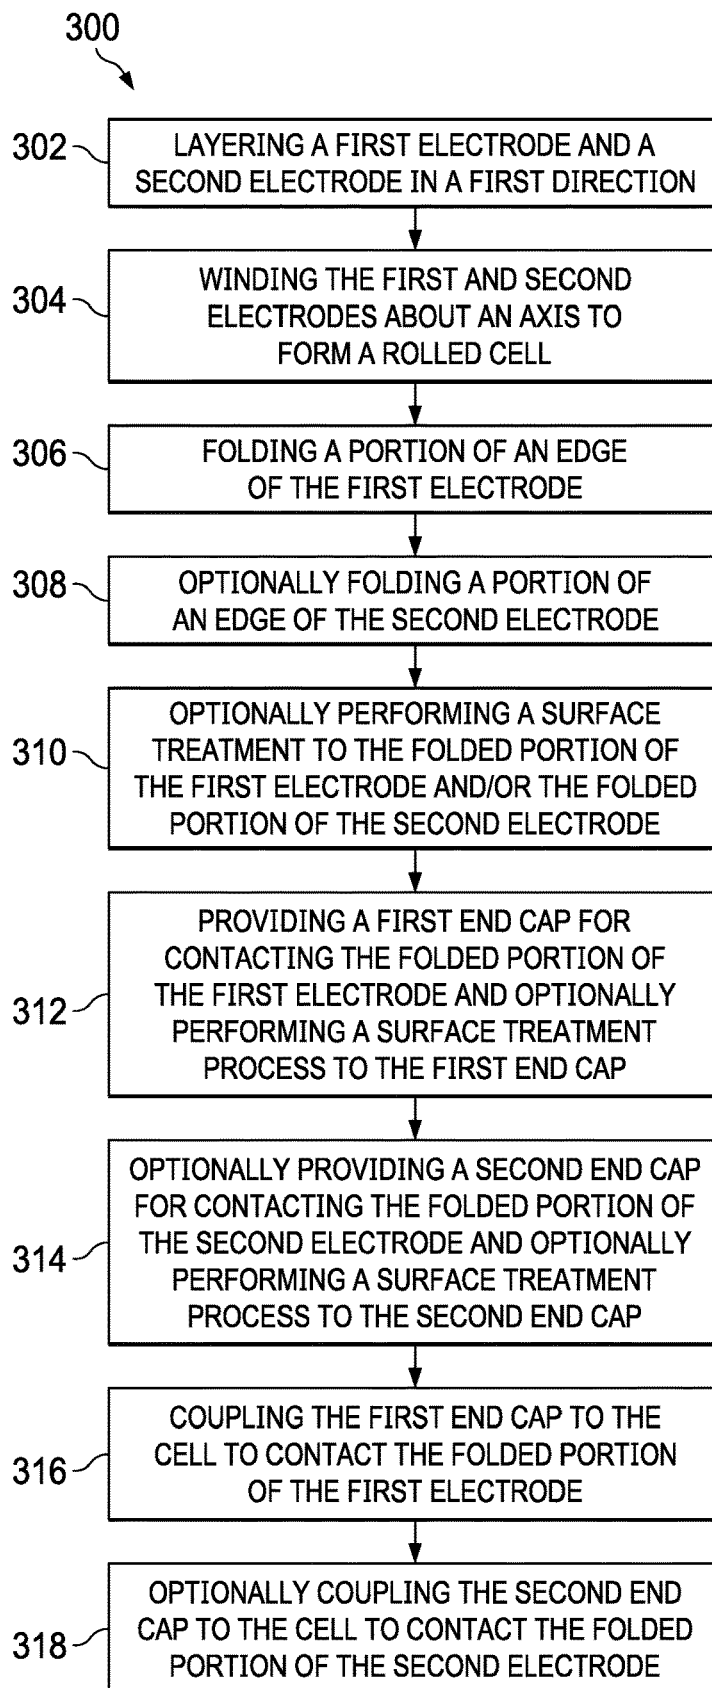 300
302
LAYERING A FIRST ELECTRODE AND A
SECOND ELECTRODE IN A FIRST DIRECTION
304
WINDING THE FIRST AND SECOND
ELECTRODES ABOUT AN AXIS TO
FORM A ROLLED CELL
306
FOLDING A PORTION OF AN EDGE
OF THE FIRST ELECTRODE
308
OPTIONALLY FOLDING A PORTION OF
AN EDGE OF THE SECOND ELECTRODE
310
OPTIONALLY PERFORMING A SURFACE
TREATMENT TO THE FOLDED PORTION OF
THE FIRST ELECTRODE AND/OR THE FOLDED
PORTION OF THE SECOND ELECTRODE
312
PROVIDING A FIRST END CAP FOR
CONTACTING THE FOLDED PORTION OF
THE FIRST ELECTRODE AND OPTIONALLY
PERFORMING A SURFACE TREATMENT
PROCESS TO THE FIRST END CAP
314
OPTIONALLY PROVIDING A SECOND END CAP
FOR CONTACTING THE FOLDED PORTION OF
THE SECOND ELECTRODE AND OPTIONALLY
PERFORMING A SURFACE TREATMENT
PROCESS TO THE SECOND END CAP
316
COUPLING THE FIRST END CAP TO THE
CELL TO CONTACT THE FOLDED PORTION
OF THE FIRST ELECTRODE
318
OPTIONALLY COUPLING THE SECOND END
CAP TO THE CELL TO CONTACT THE FOLDED
PORTION OF THE SECOND ELECTRODE